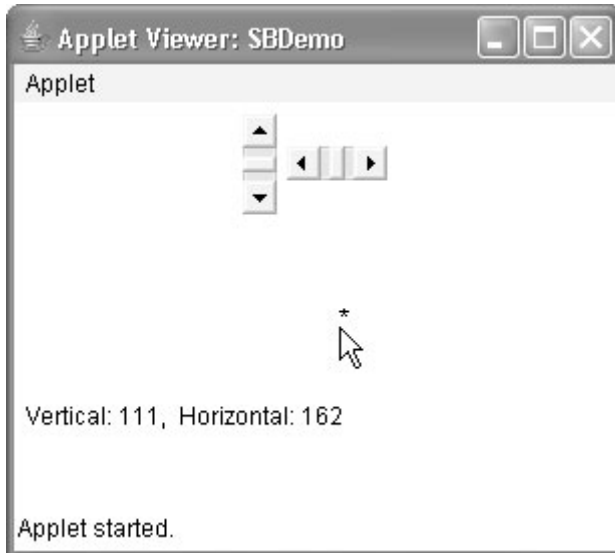 Applet Viewer: SBDemo
Applet
*
Vertical: 111, Horizontal: 162
Applet started.